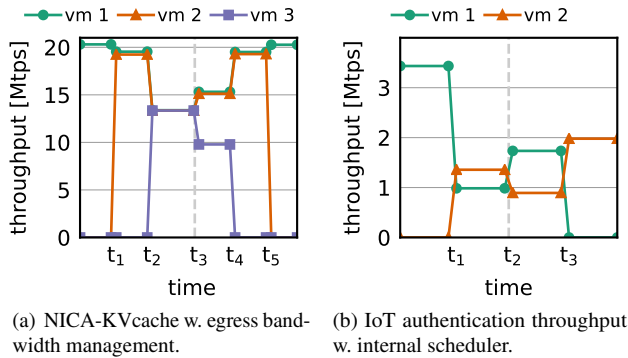 vm 1 vm 2 vm 3
throughput [Mtps]
20
15
10
5
0
t1 t2 t3 t4 t5
time
(a) NICA-KVcache w. egress band-
width management.
vm 1 vm 2
throughput [Mtps]
3
2
1
0
t1 t2 t3
time
(b) IoT authentication throughput
w. internal scheduler.